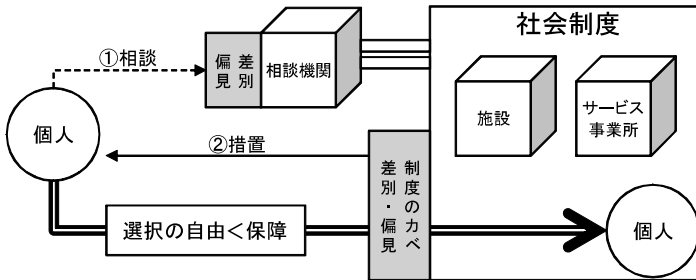 社会制度
①相談
差別
偏見
相談機関
施設
サービス
事業所
個人
②措置
制度のカベ
差別・偏見
選択の自由<保障
個人